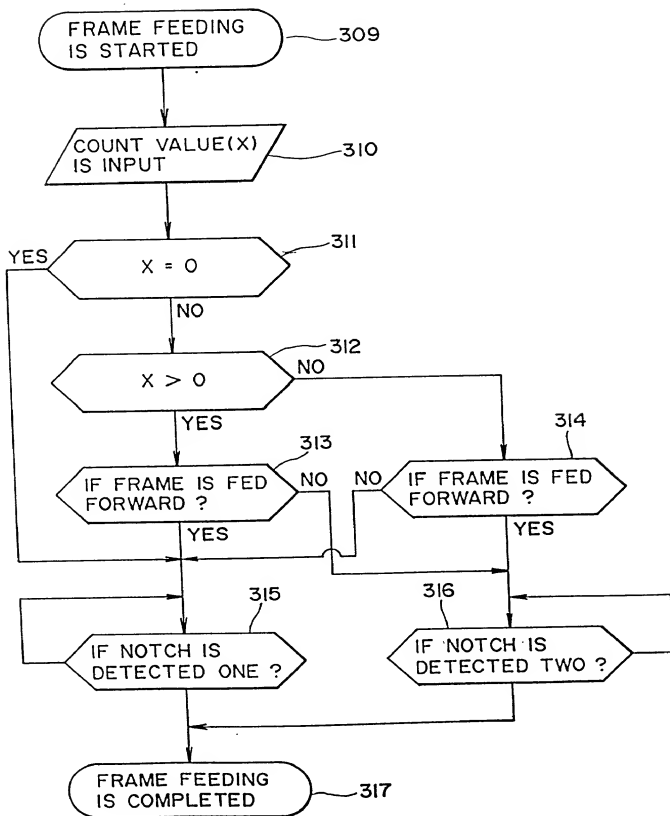 FRAME FEEDING
IS STARTED
309
COUNT VALUE(X)
IS INPUT
310
311
YES
X = 0
NO
312
X > 0
NO
YES
313
314
IF FRAME IS FED
FORWARD ?
NO
NO
IF FRAME IS FED
FORWARD ?
YES
YES
315
316
IF NOTCH IS
DETECTED ONE ?
IF NOTCH IS
DETECTED TWO ?
FRAME FEEDING
IS COMPLETED
317